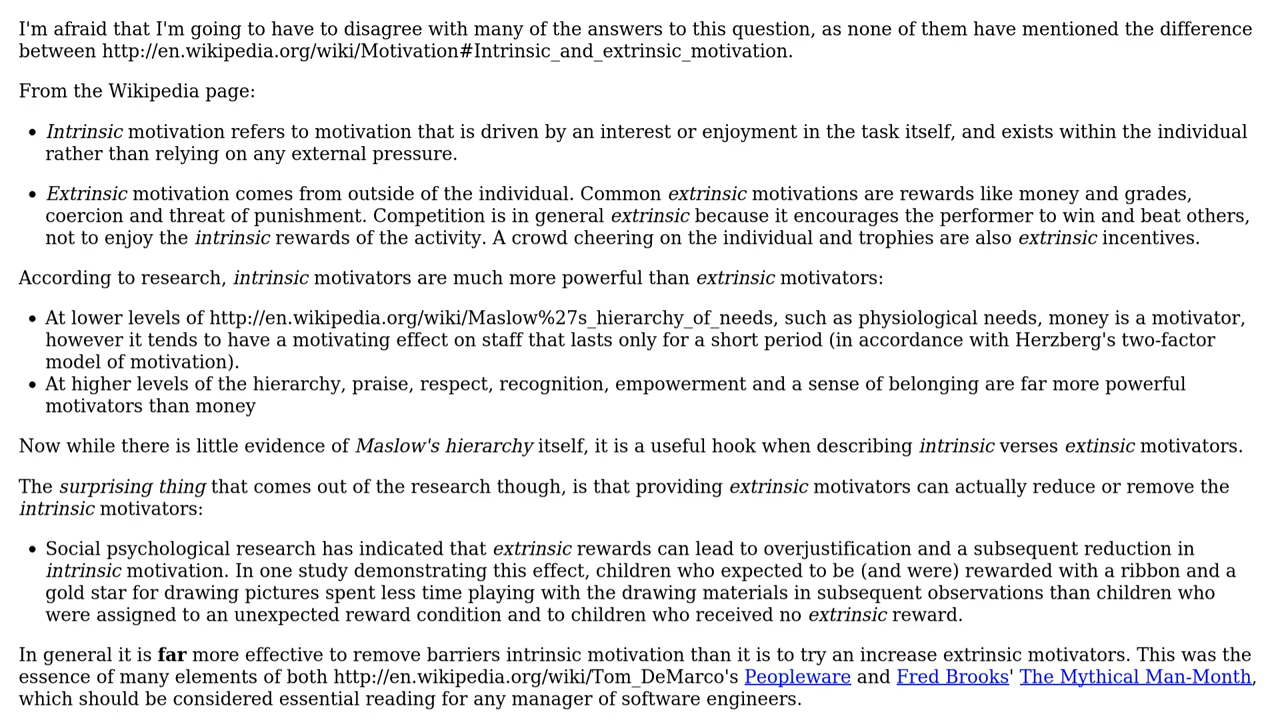 I'm afraid that I'm going to have to disagree with many of the answers to this question, as none of them have mentioned the difference
between http://en.wikipedia.org/wiki/Motivation#Intrinsic_and_extrinsic_motivation.
From the Wikipedia page:
• Intrinsic motivation refers to motivation that is driven by an interest or enjoyment in the task itself, and exists within the individual
rather than relying on any external pressure.
• Extrinsic motivation comes from outside of the individual. Common extrinsic motivations are rewards like money and grades,
coercion and threat of punishment. Competition is in general extrinsic because it encourages the performer to win and beat others,
not to enjoy the intrinsic rewards of the activity. A crowd cheering on the individual and trophies are also extrinsic incentives.
According to research, intrinsic motivators are much more powerful than extrinsic motivators:
• At lower levels of http://en.wikipedia.org/wiki/Maslow%27s_hierarchy_of_needs, such as physiological needs, money is a motivator,
however it tends to have a motivating effect on staff that lasts only for a short period (in accordance with Herzberg's two-factor
model of motivation).
• At higher levels of the hierarchy, praise, respect, recognition, empowerment and a sense of belonging are far more powerful
motivators than money
Now while there is little evidence of Maslow's hierarchy itself, it is a useful hook when describing intrinsic verses extinsic motivators.
The surprising thing that comes out of the research though, is that providing extrinsic motivators can actually reduce or remove the
intrinsic motivators:
• Social psychological research has indicated that extrinsic rewards can lead to overjustification and a subsequent reduction in
intrinsic motivation. In one study demonstrating this effect, children who expected to be (and were) rewarded with a ribbon and a
gold star for drawing pictures spent less time playing with the drawing materials in subsequent observations than children who
were assigned to an unexpected reward condition and to children who received no extrinsic reward.
In general it is far more effective to remove barriers intrinsic motivation than it is to try an increase extrinsic motivators. This was the
essence of many elements of both http://en.wikipedia.org/wiki/Tom_DeMarco's Peopleware and Fred Brooks' The Mythical Man-Month,
which should be considered essential reading for any manager of software engineers.